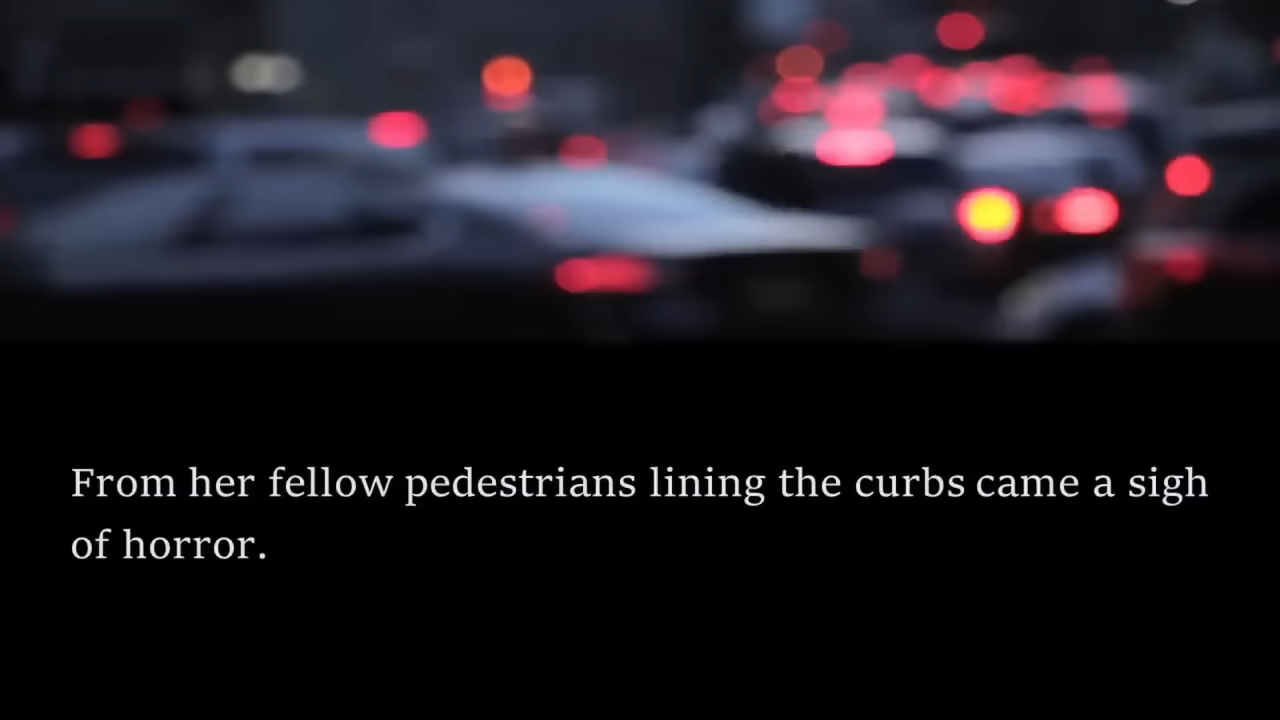 From her fellow pedestrians lining the curbs came a sigh
of horror.